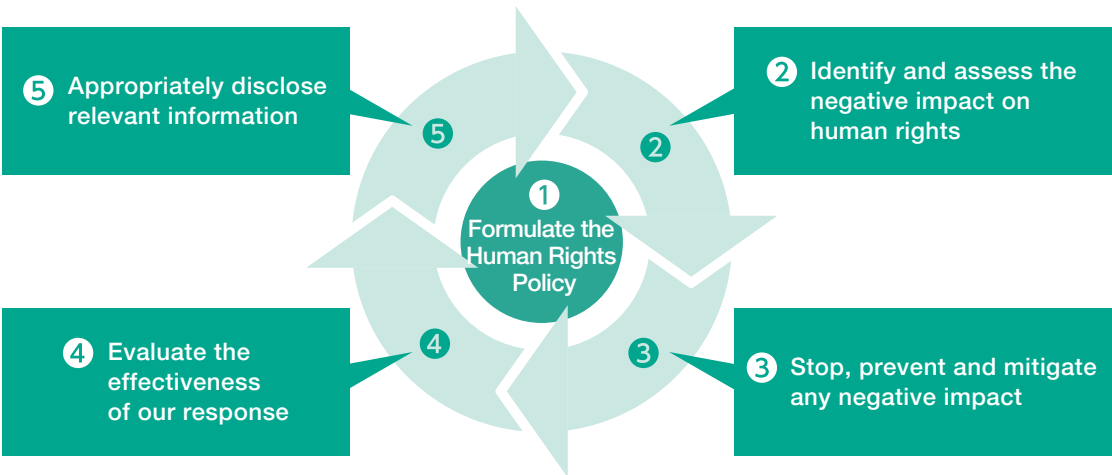 1
Formulate the
Human Rights
Policy
2 Identify and assess the
negative impact on
human rights
3 Stop, prevent and mitigate
any negative impact
4 Evaluate the
effectiveness
of our response
5 Appropriately disclose
relevant information
2
3
4
5